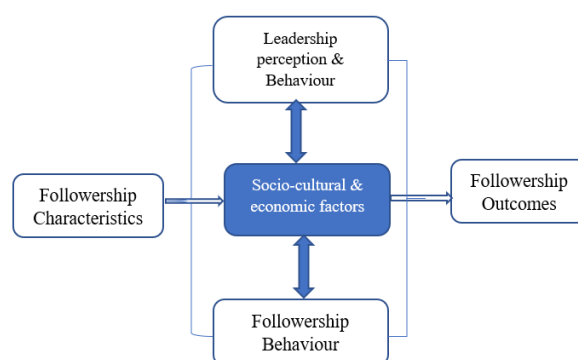 Leadership
perception &
Behaviour
Followership
Characteristics
Socio-cultural &
economic factors
Followership
Outcomes
Followership
Behaviour